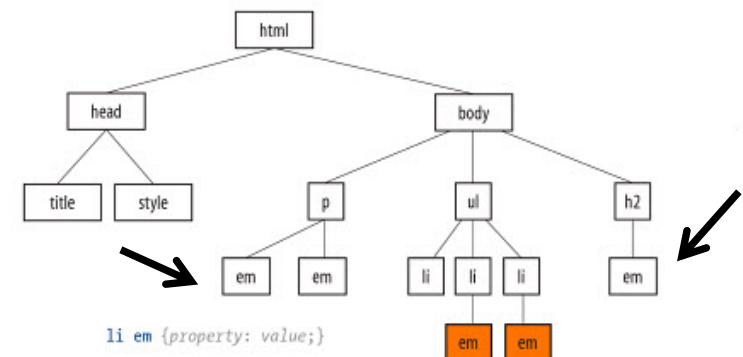 html
head
body
title
style
p
ul
h2
em
em
li
li
li
em
li em {property: value;}
em
em